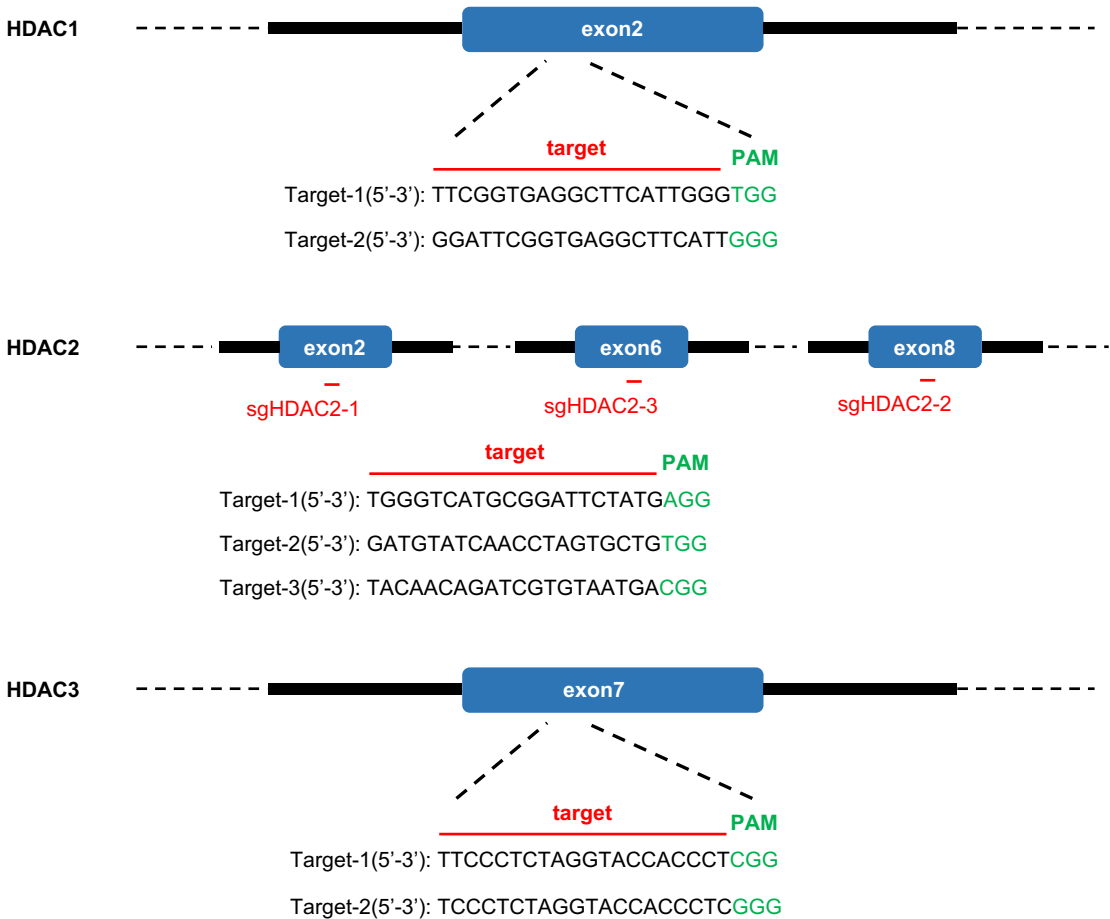 HDAC1
exon2
target
PAM
Target-1(5'-3'): TTCGGTGAGGCTTCATTGGGTGG
Target-2(5'-3'): GGATTCGGTGAGGCTTCATTGGG
HDAC2
exon2 exon6 exon8
sgHDAC2-1 sgHDAC2-3 sgHDAC2-2
target
PAM
Target-1(5'-3'): TGGGTCATGCGGATTCTATGAGG
Target-2(5'-3'): GATGTATCAACCTAGTGCTGTGG
Target-3(5'-3'): TACAACAGATCGTGTAATGACGG
HDAC3
exon7
target
PAM
Target-1(5'-3'): TTCCCTCTAGGTACCACCCTCGG
Target-2(5'-3'): TCCCTCTAGGTACCACCCTCGGG